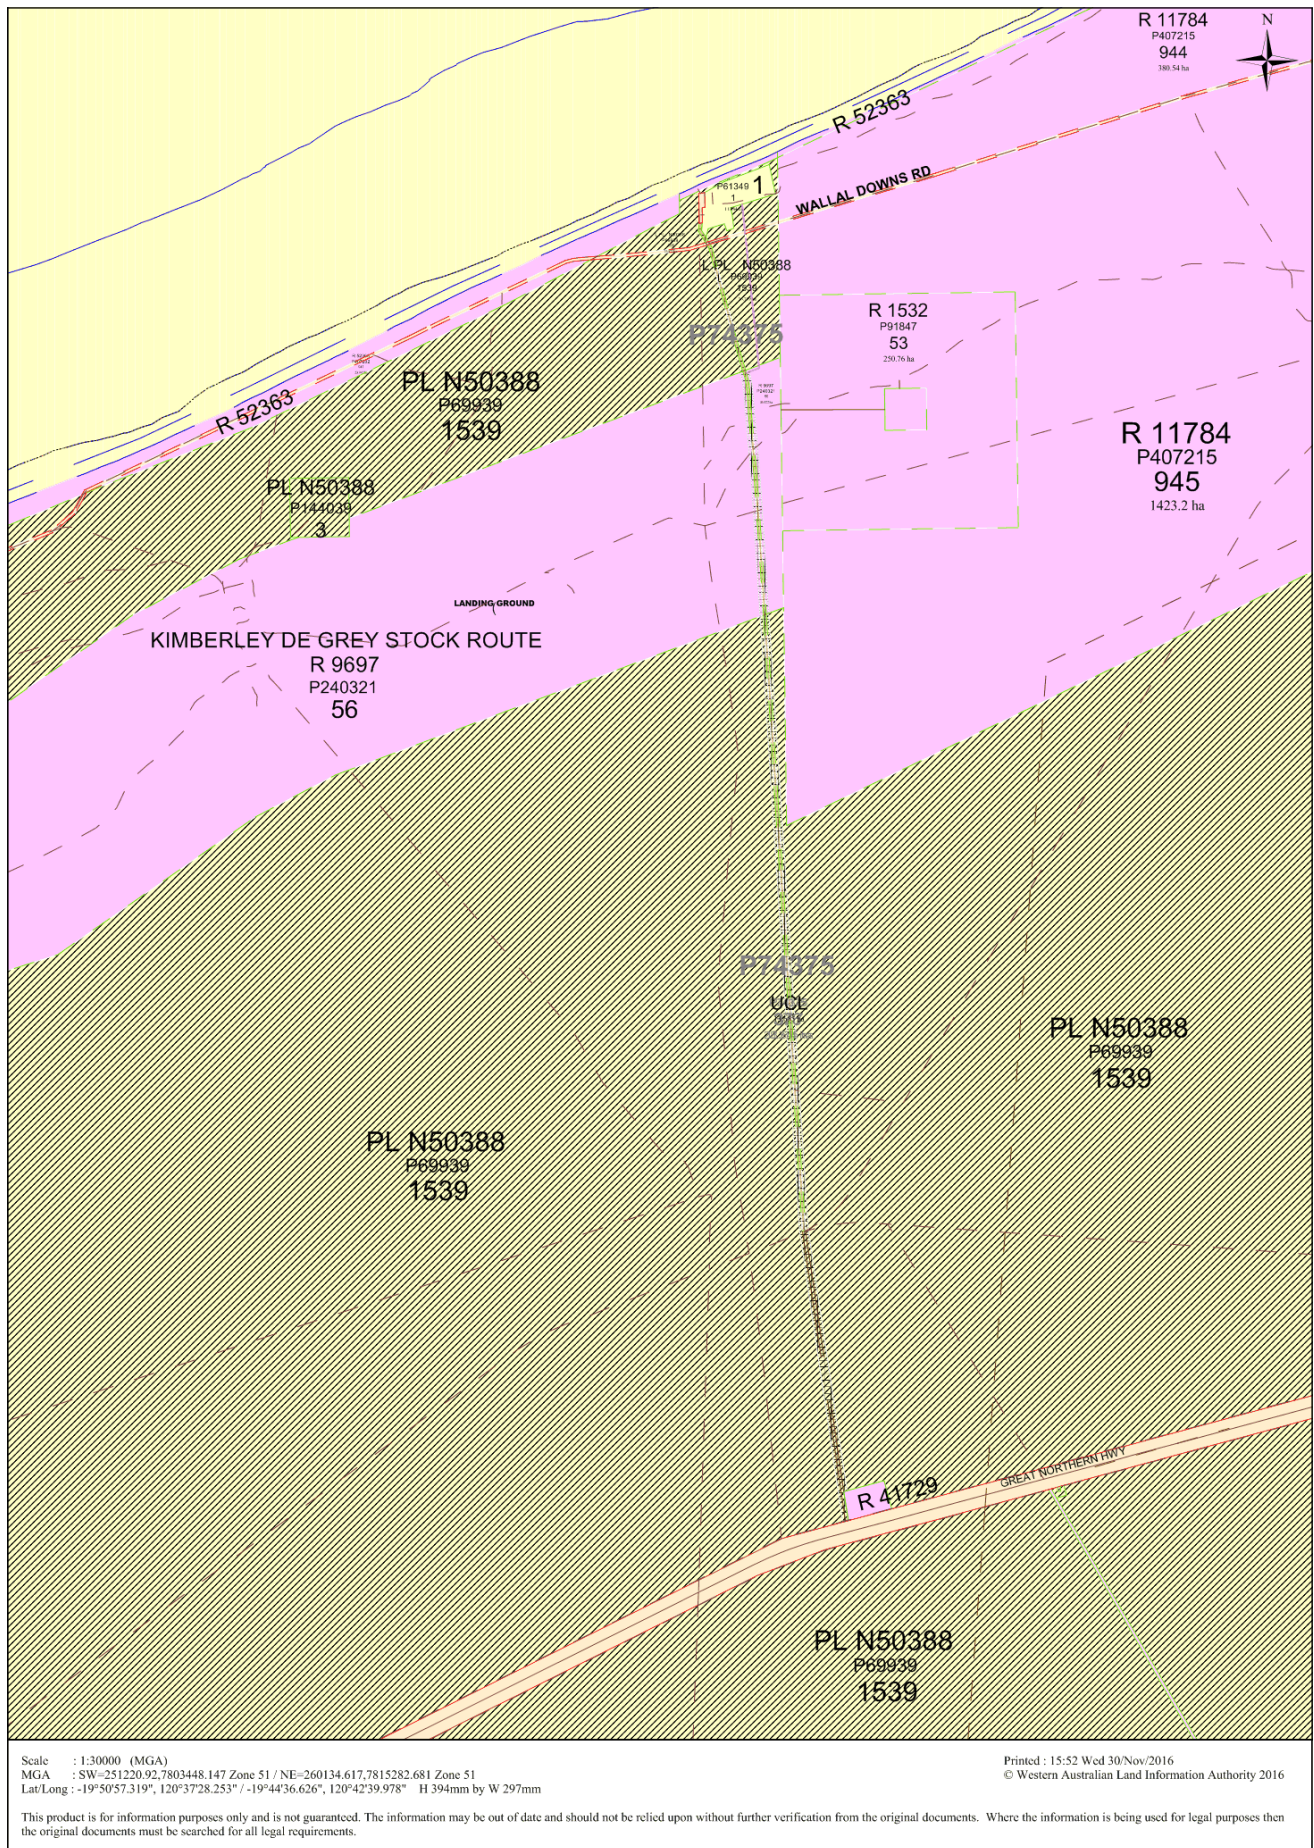 R 11784
P407215
944
380.54 ha
N
R 52363
WALLAL DOWNS RD
P61349
1
1
L PL N50388
P69939
1539
P74375
R 1532
P91847
53
250.76 ha
PL N50388
P69939
1539
R 52363
R 11784
P407215
945
1423.2 ha
PL N50388
P144039
3
LANDING GROUND
KIMBERLEY DE GREY STOCK ROUTE
R 9697
P240321
56
P74375
UCL
PL N50388
P69939
1539
PL N50388
P69939
1539
GREAT NORTHERN HWY
R 41729
PL N50388
P69939
1539
Scale : 1:30000 (MGA)
MGA : SW=251220.92,7803448.147 Zone 51 / NE=260134.617,7815282.681 Zone 51
Lat/Long : -19°50'57.319", 120°37'28.253" / -19°44'36.626", 120°42'39.978" H 394mm by W 297mm
Printed : 15:52 Wed 30/Nov/2016
© Western Australian Land Information Authority 2016
This product is for information purposes only and is not guaranteed. The information may be out of date and should not be relied upon without further verification from the original documents. Where the information is being used for legal purposes then
the original documents must be searched for all legal requirements.